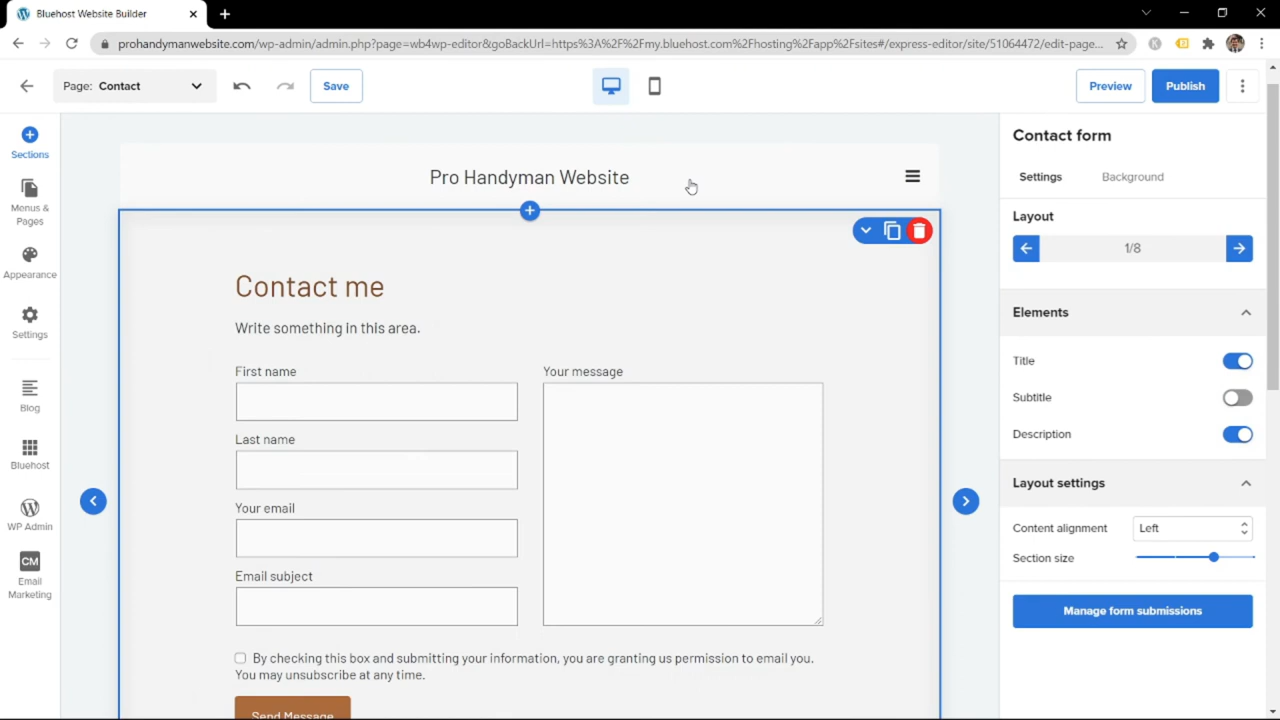 Bluehost Website Builder
prohandymanwebsite.com/wp-admin/admin.php?page=wb4wp-editor&goBackUrl=https%3A%2F%2Fmy.bluehost.com%2Fhosting%2Fapp%2Fsites#/express-editor/site/51064472/edit-page...
K
Page: Contact
Save
Preview
Publish
Sections
Menus &
Pages
Appearance
Settings
Blog
Bluehost
WP Admin
CM
Email
Marketing
Pro Handyman Website
Contact me
Write something in this area.
First name
Your message
Last name
Your email
Email subject
By checking this box and submitting your information, you are granting us permission to email you.
You may unsubscribe at any time.
Send Message
Contact form
Settings
Background
Layout
1/8
Elements
Title
Subtitle
Description
Layout settings
Content alignment
Left
Section size
Manage form submissions